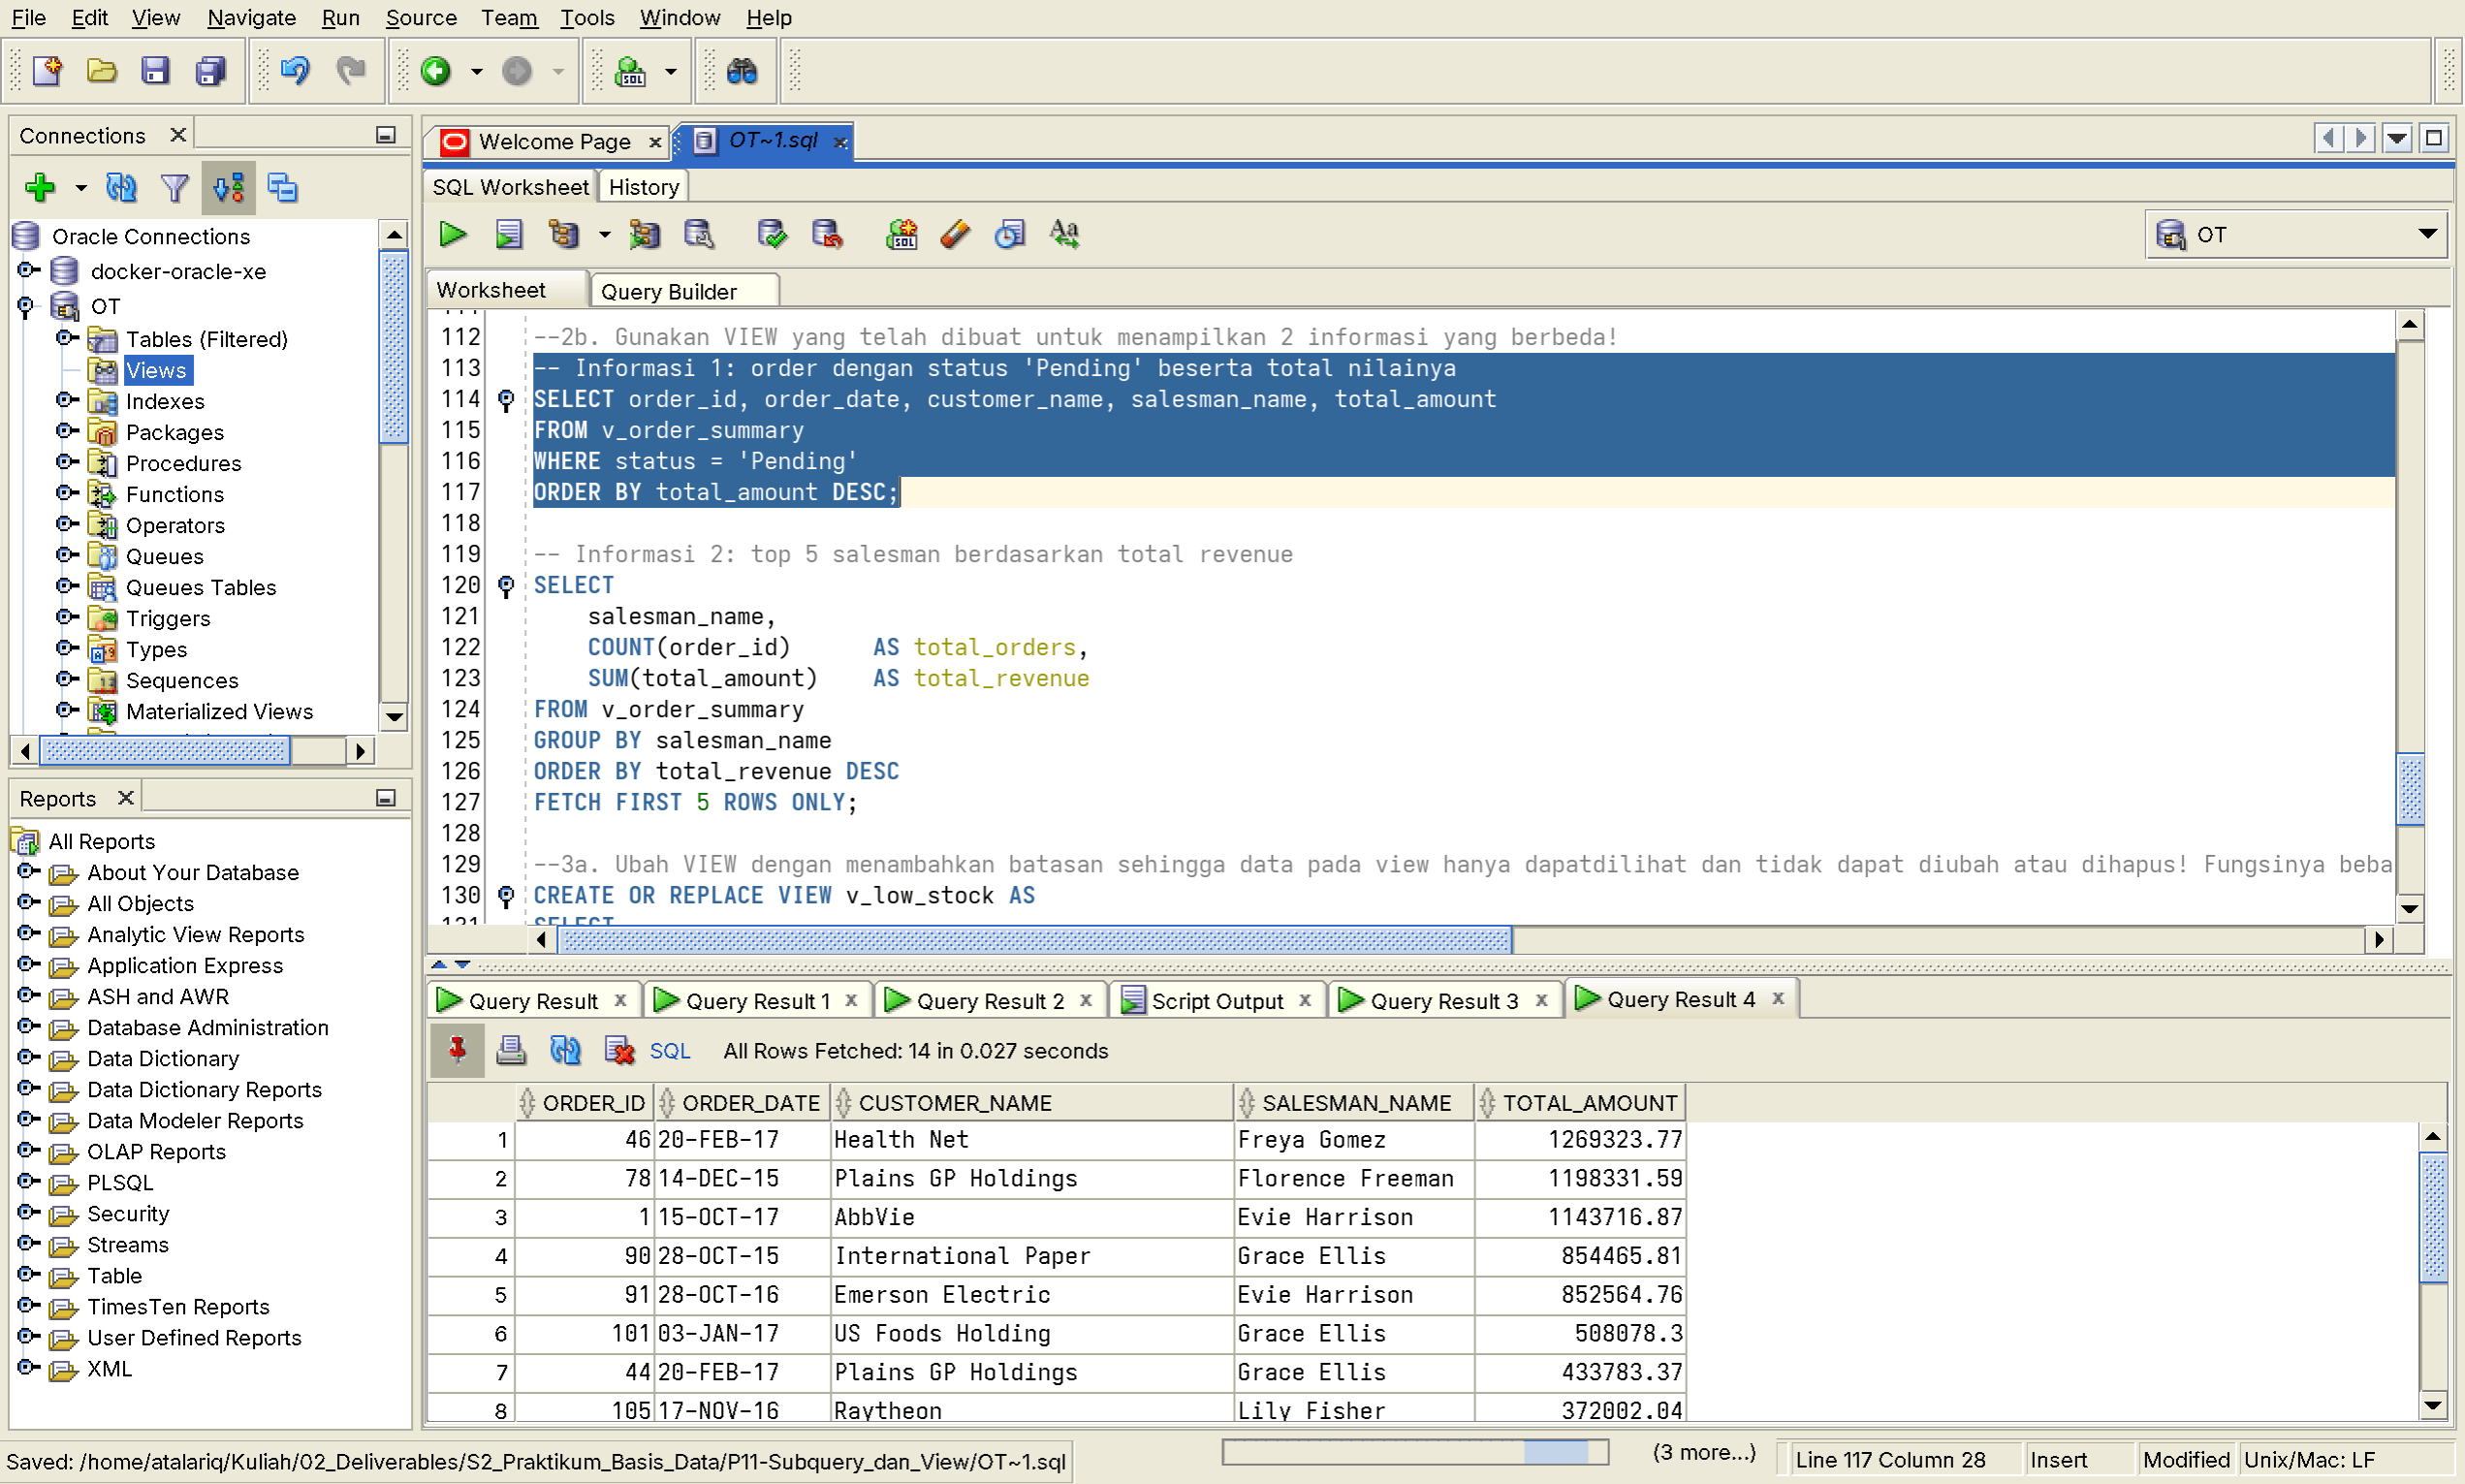 File Edit View Navigate Run Source Team Tools Window Help
Connections
Oracle Connections
docker-oracle-xe
OT
Tables (Filtered)
Views
Indexes
Packages
Procedures
Functions
Operators
Queues
Queues Tables
Triggers
Types
Sequences
Materialized Views
Reports
All Reports
About Your Database
All Objects
Analytic View Reports
Application Express
ASH and AWR
Database Administration
Data Dictionary
Data Dictionary Reports
Data Modeler Reports
OLAP Reports
PLSQL
Security
Streams
Table
TimesTen Reports
User Defined Reports
XML
Welcome Page OT~1.sql
SQL Worksheet History
OT
Worksheet Query Builder
112 --2b. Gunakan VIEW yang telah dibuat untuk menampilkan 2 informasi yang berbeda!
113 -- Informasi 1: order dengan status 'Pending' beserta total nilainya
114 SELECT order_id, order_date, customer_name, salesman_name, total_amount
115 FROM v_order_summary
116 WHERE status = 'Pending'
117 ORDER BY total_amount DESC;
118
119 -- Informasi 2: top 5 salesman berdasarkan total revenue
120 SELECT
121 salesman_name,
122 COUNT(order_id) AS total_orders,
123 SUM(total_amount) AS total_revenue
124 FROM v_order_summary
125 GROUP BY salesman_name
126 ORDER BY total_revenue DESC
127 FETCH FIRST 5 ROWS ONLY;
128
129 --3a. Ubah VIEW dengan menambahkan batasan sehingga data pada view hanya dapatdilihat dan tidak dapat diubah atau dihapus! Fungsinya beba
130 CREATE OR REPLACE VIEW v_low_stock AS
Query Result Query Result 1 Query Result 2 Script Output Query Result 3 Query Result 4
SQL All Rows Fetched: 14 in 0.027 seconds
ORDER_ID ORDER_DATE CUSTOMER_NAME SALESMAN_NAME TOTAL_AMOUNT
1 46 20-FEB-17 Health Net Freya Gomez 1269323.77
2 78 14-DEC-15 Plains GP Holdings Florence Freeman 1198331.59
3 1 15-OCT-17 AbbVie Evie Harrison 1143716.87
4 90 28-OCT-15 International Paper Grace Ellis 854465.81
5 91 28-OCT-16 Emerson Electric Evie Harrison 852564.76
6 101 03-JAN-17 US Foods Holding Grace Ellis 508078.3
7 44 20-FEB-17 Plains GP Holdings Grace Ellis 433783.37
8 105 17-NOV-16 Raytheon Lily Fisher 372002.04
Saved: /home/atalariq/Kuliah/02_Deliverables/S2_Praktikum_Basis_Data/P11-Subquery_dan_View/OT~1.sql
(3 more...) Line 117 Column 28 Insert Modified Unix/Mac: LF